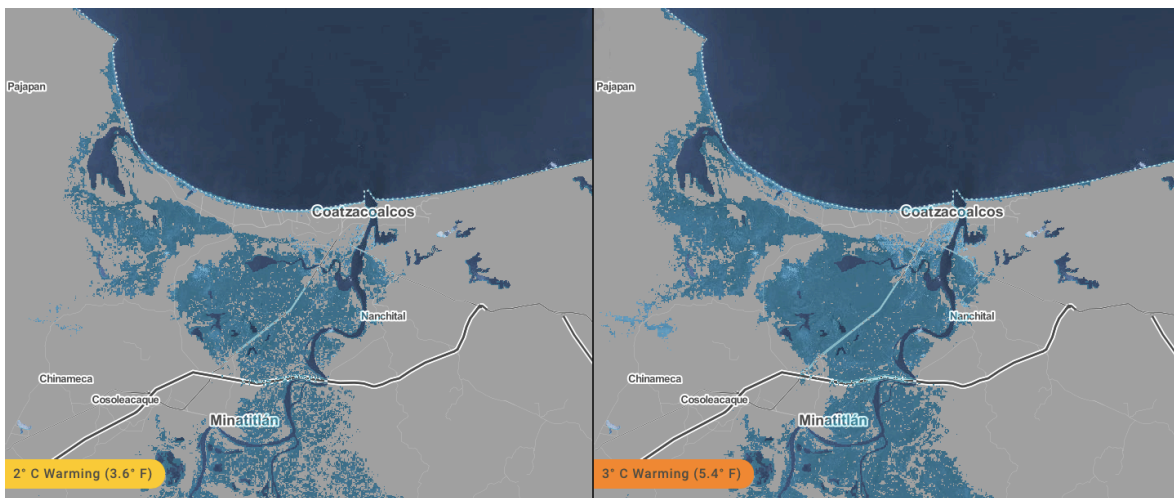 Pajapan
Coatzacoalcos
Nanchital
Chinameca
Cosoleacaque
Minatitlán
2° C Warming (3.6° F)
Pajapan
Coatzacoalcos
Nanchital
Chinameca
Cosoleacaque
Minatitlán
3° C Warming (5.4° F)